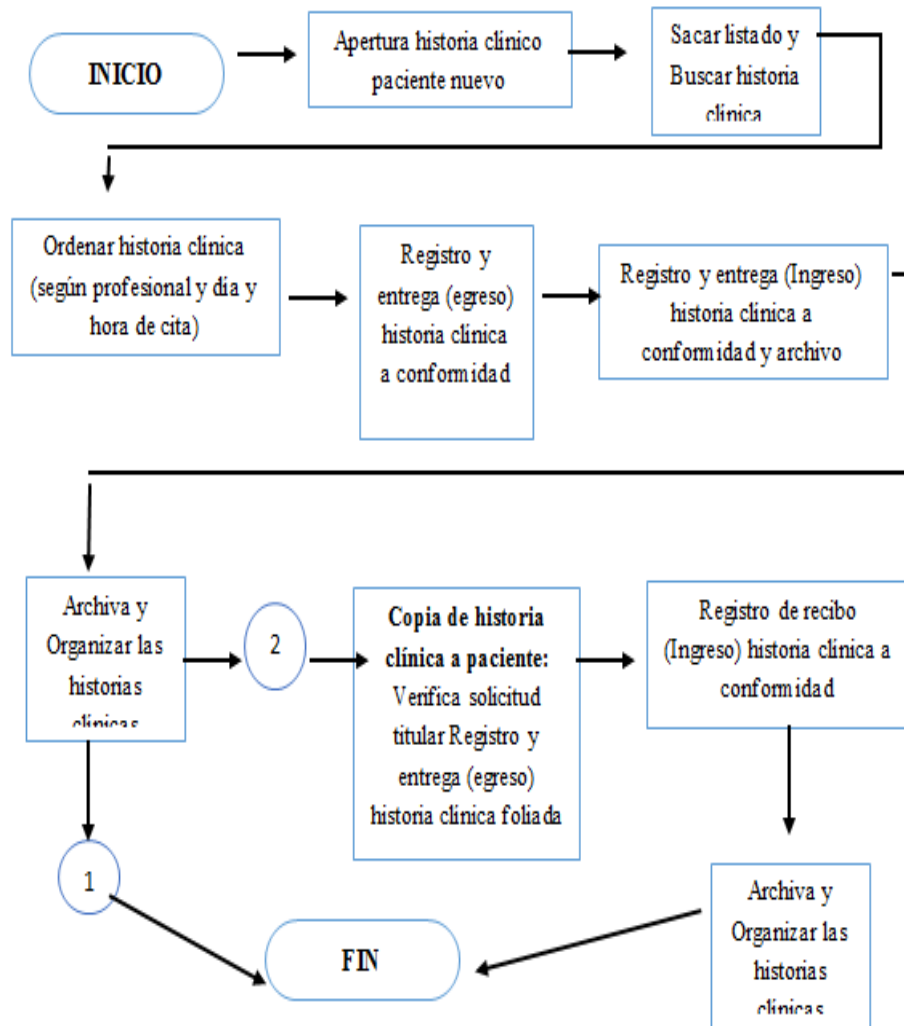 INICIO
Apertura historia clínico
paciente nuevo
Sacar listado y
Buscar historia
clínica
Ordenar historia clínica
(según profesional y día y
hora de cita)
Registro y
entrega (egreso)
historia clínica
a conformidad
Registro y entrega (Ingreso)
historia clínica a
conformidad y archivo
Archiva y
Organizar las
historias
clínicas
2
Copia de historia
clínica a paciente:
Verifica solicitud
titular Registro y
entrega (egreso)
historia clínica foliada
Registro de recibo
(Ingreso) historia clínica a
conformidad
1
FIN
Archiva y
Organizar las
historias
clínicas